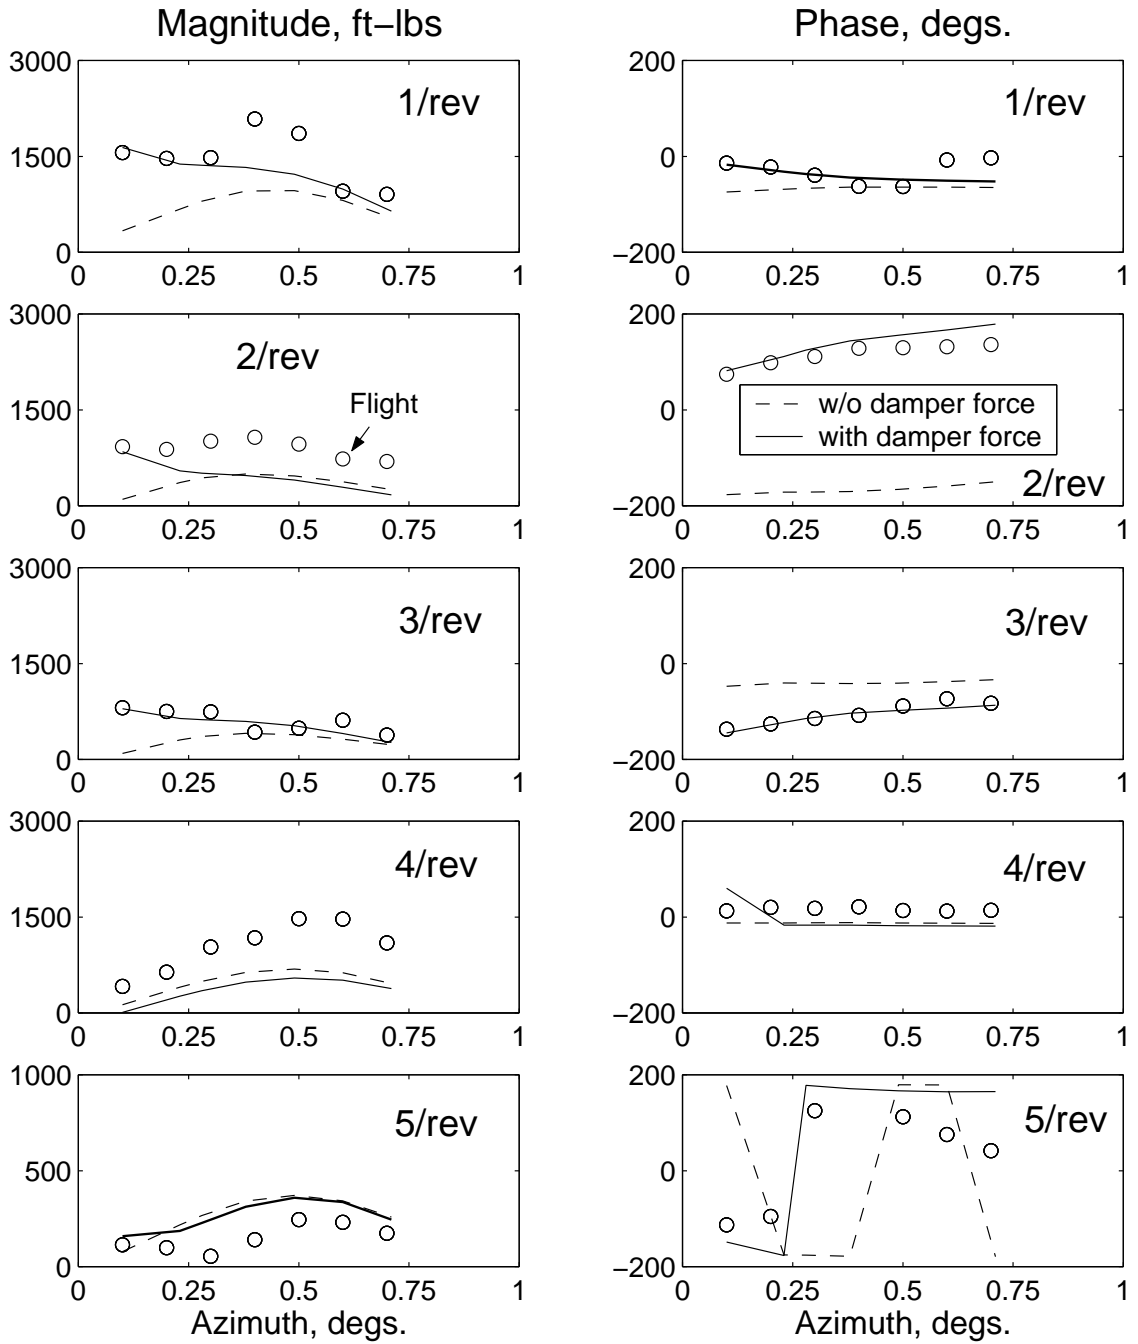 Magnitude, ft−lbs
Phase, degs.
3000
1500
0
1/rev
0 0.25 0.5 0.75 1
200
0
−200
1/rev
0 0.25 0.5 0.75 1
3000
1500
0
2/rev
Flight
0 0.25 0.5 0.75 1
200
0
−200
w/o damper force
with damper force
2/rev
0 0.25 0.5 0.75 1
3000
1500
0
3/rev
0 0.25 0.5 0.75 1
200
0
−200
3/rev
0 0.25 0.5 0.75 1
3000
1500
0
4/rev
0 0.25 0.5 0.75 1
200
0
−200
4/rev
0 0.25 0.5 0.75 1
1000
500
0
5/rev
0 0.25 0.5 0.75 1
Azimuth, degs.
200
0
−200
5/rev
0 0.25 0.5 0.75 1
Azimuth, degs.